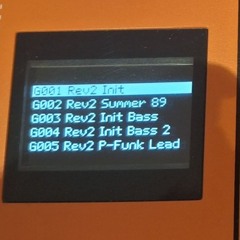 G001 Rev2 Init
G002 Rev2 Summer 89
G003 Rev2 Init Bass
G004 Rev2 Init Bass 2
G005 Rev2 P-Funk Lead